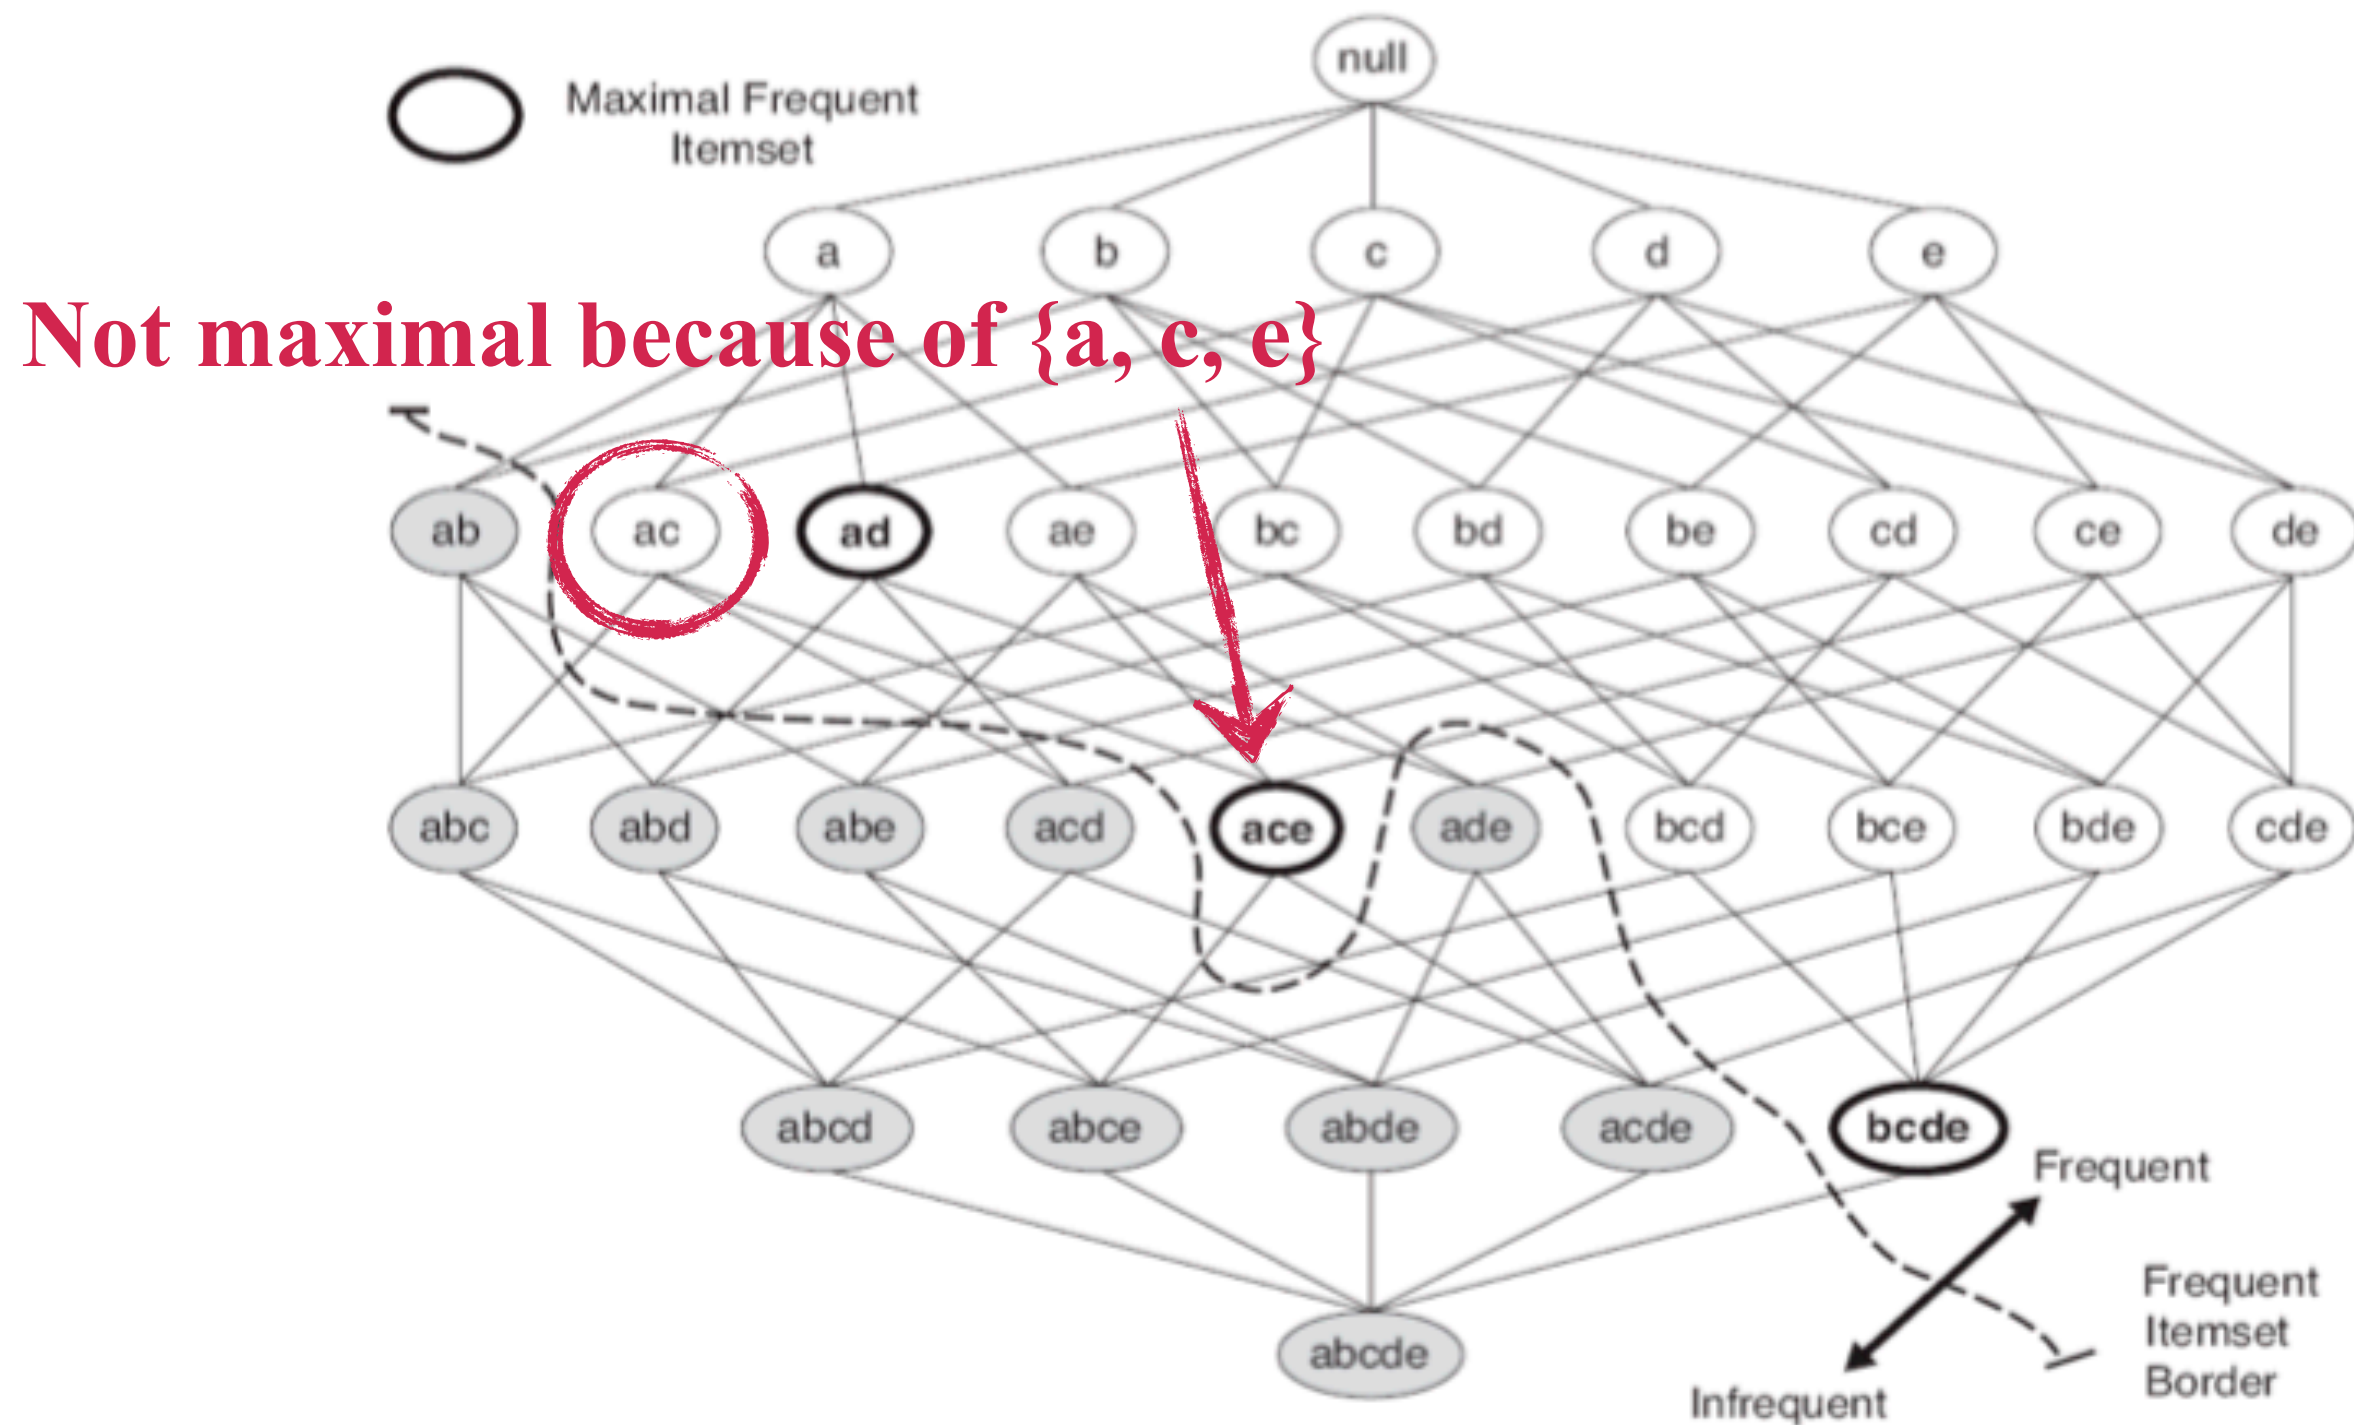 null
Maximal Frequent
Itemset
a
b
c
d
e
Not maximal because of {a, c, e}
ab
ac
ad
ae
bc
bd
be
cd
ce
de
abc
abd
abe
acd
ace
ade
bcd
bce
bde
cde
abcd
abce
abde
acde
bcde
Frequent
Frequent
Itemset
Border
abcde
Infrequent